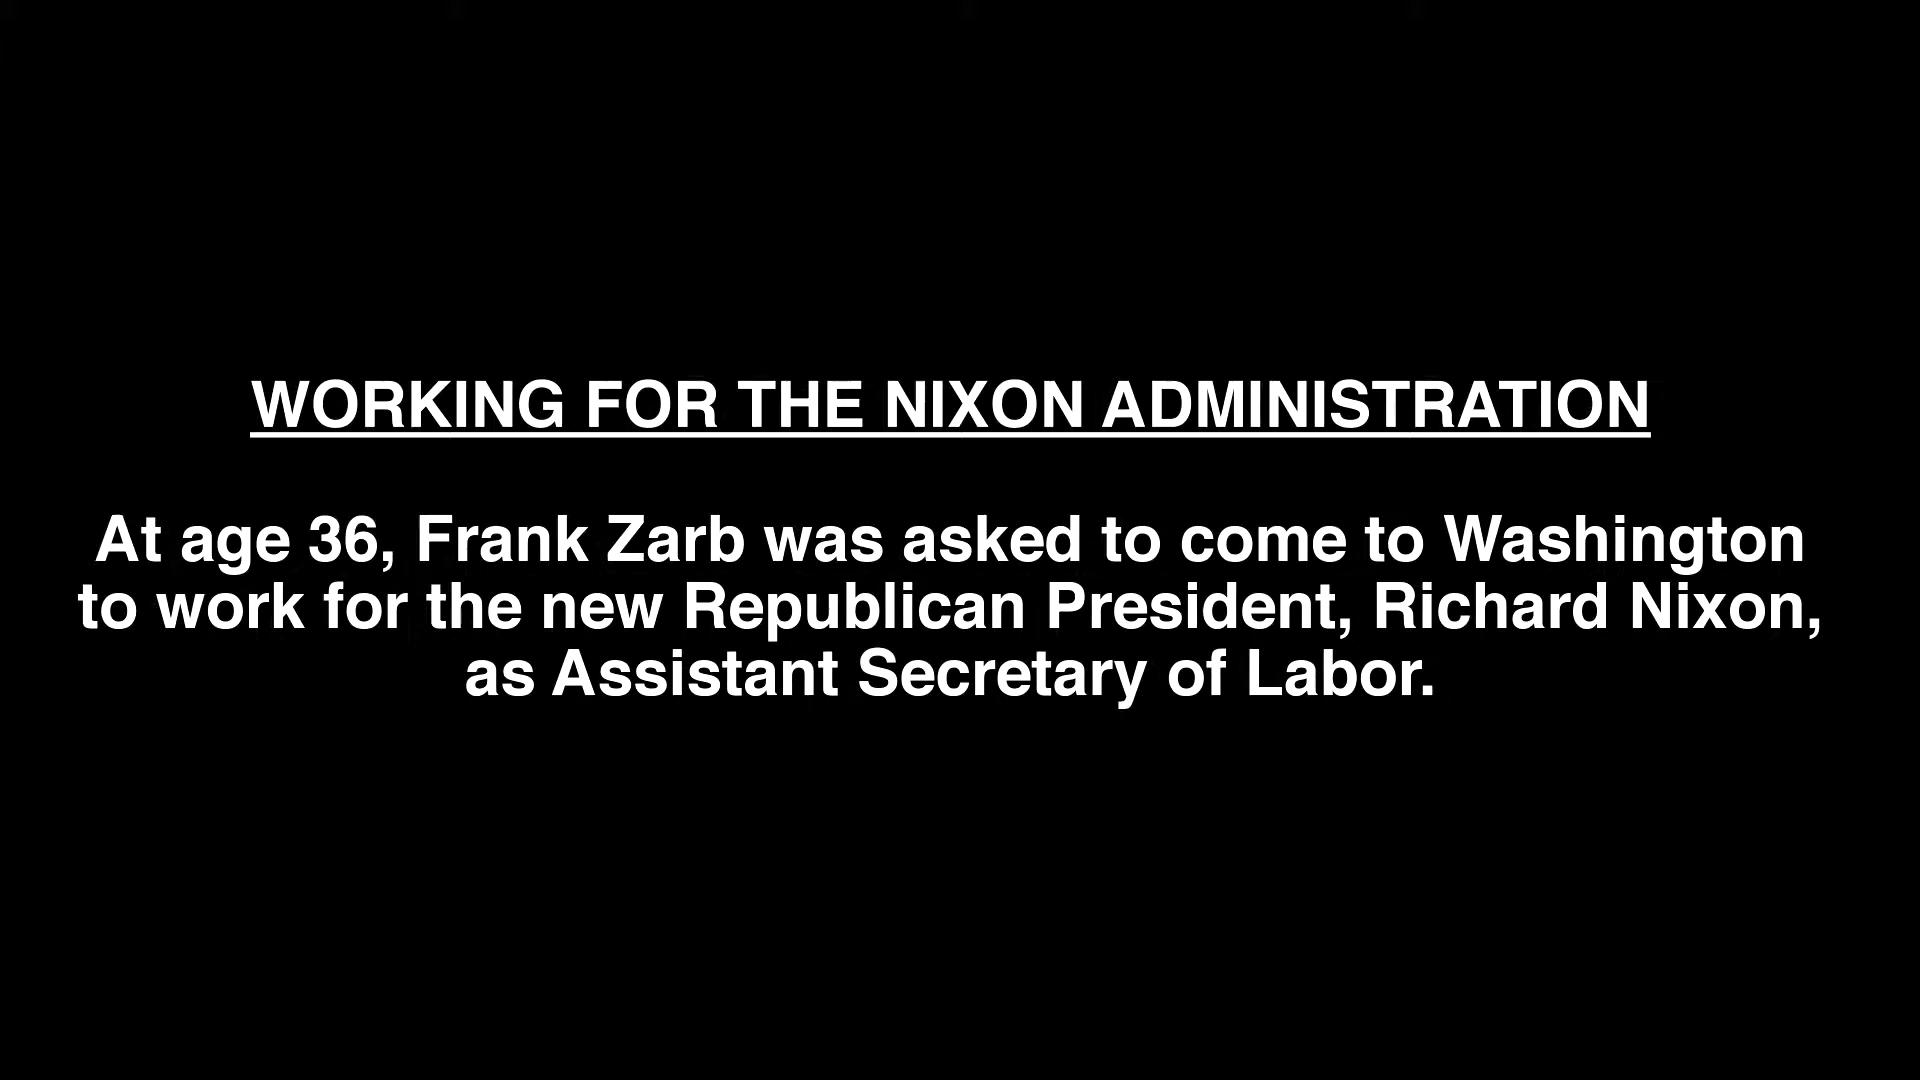 WORKING FOR THE NIXON ADMINISTRATION
At age 36, Frank Zarb was asked to come to Washington
to work for the new Republican President, Richard Nixon,
as Assistant Secretary of Labor.